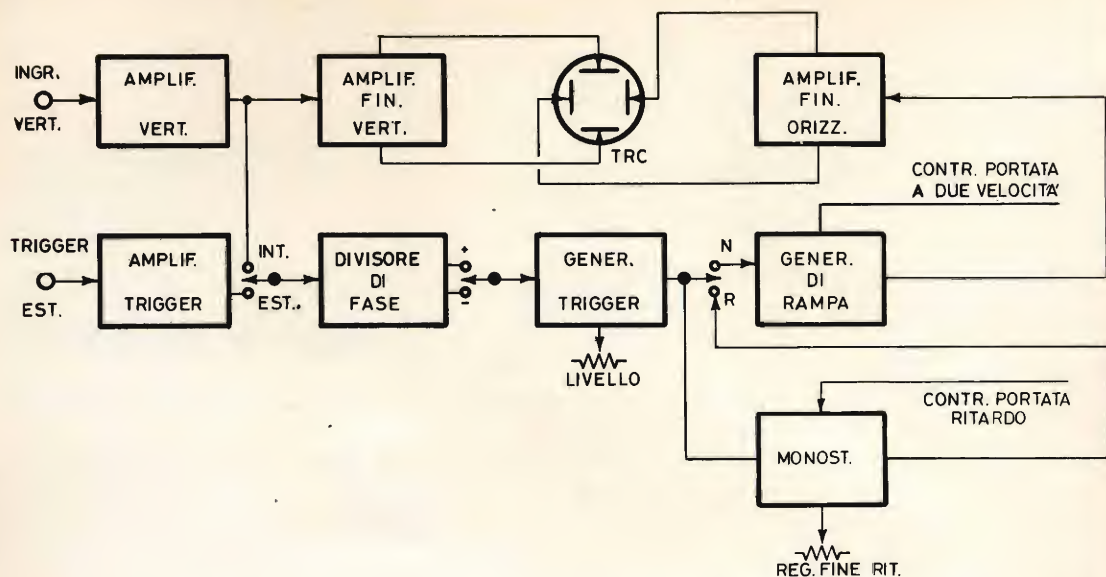 INGR.
VERT.
AMPLIF.
VERT.
AMPLIF.
FIN.
VERT.
TRC
AMPLIF.
FIN.
ORIZZ.
CONTR. PORTATA
A DUE VELOCITÀ
TRIGGER
EST.
AMPLIF.
TRIGGER
INT.
EST.
DIVISORE
DI
FASE
+
-
GENER.
TRIGGER
LIVELLO
N
R
GENER.
DI
RAMPA
CONTR. PORTATA
RITARDO
MONOST.
REG. FINE RIT.